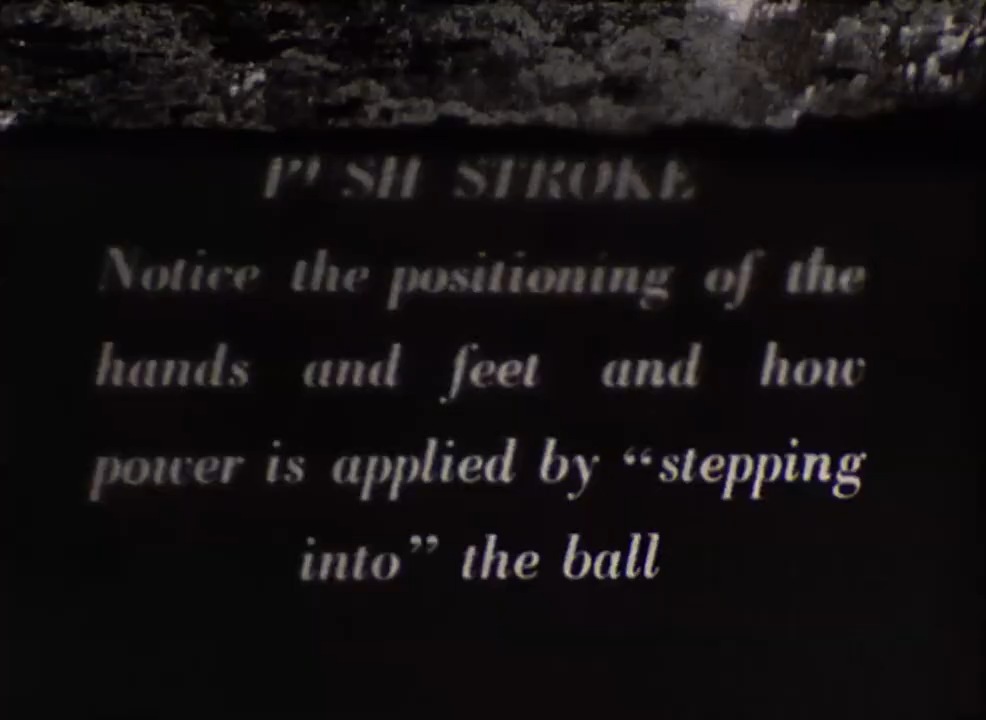 PUSH STROKE
Notice the positioning of the
hands and feet and how
power is applied by “stepping
into” the ball